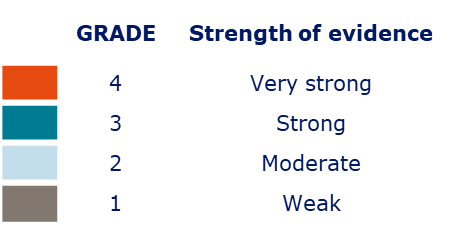 GRADE Strength of evidence
4 Very strong
3 Strong
2 Moderate
1 Weak